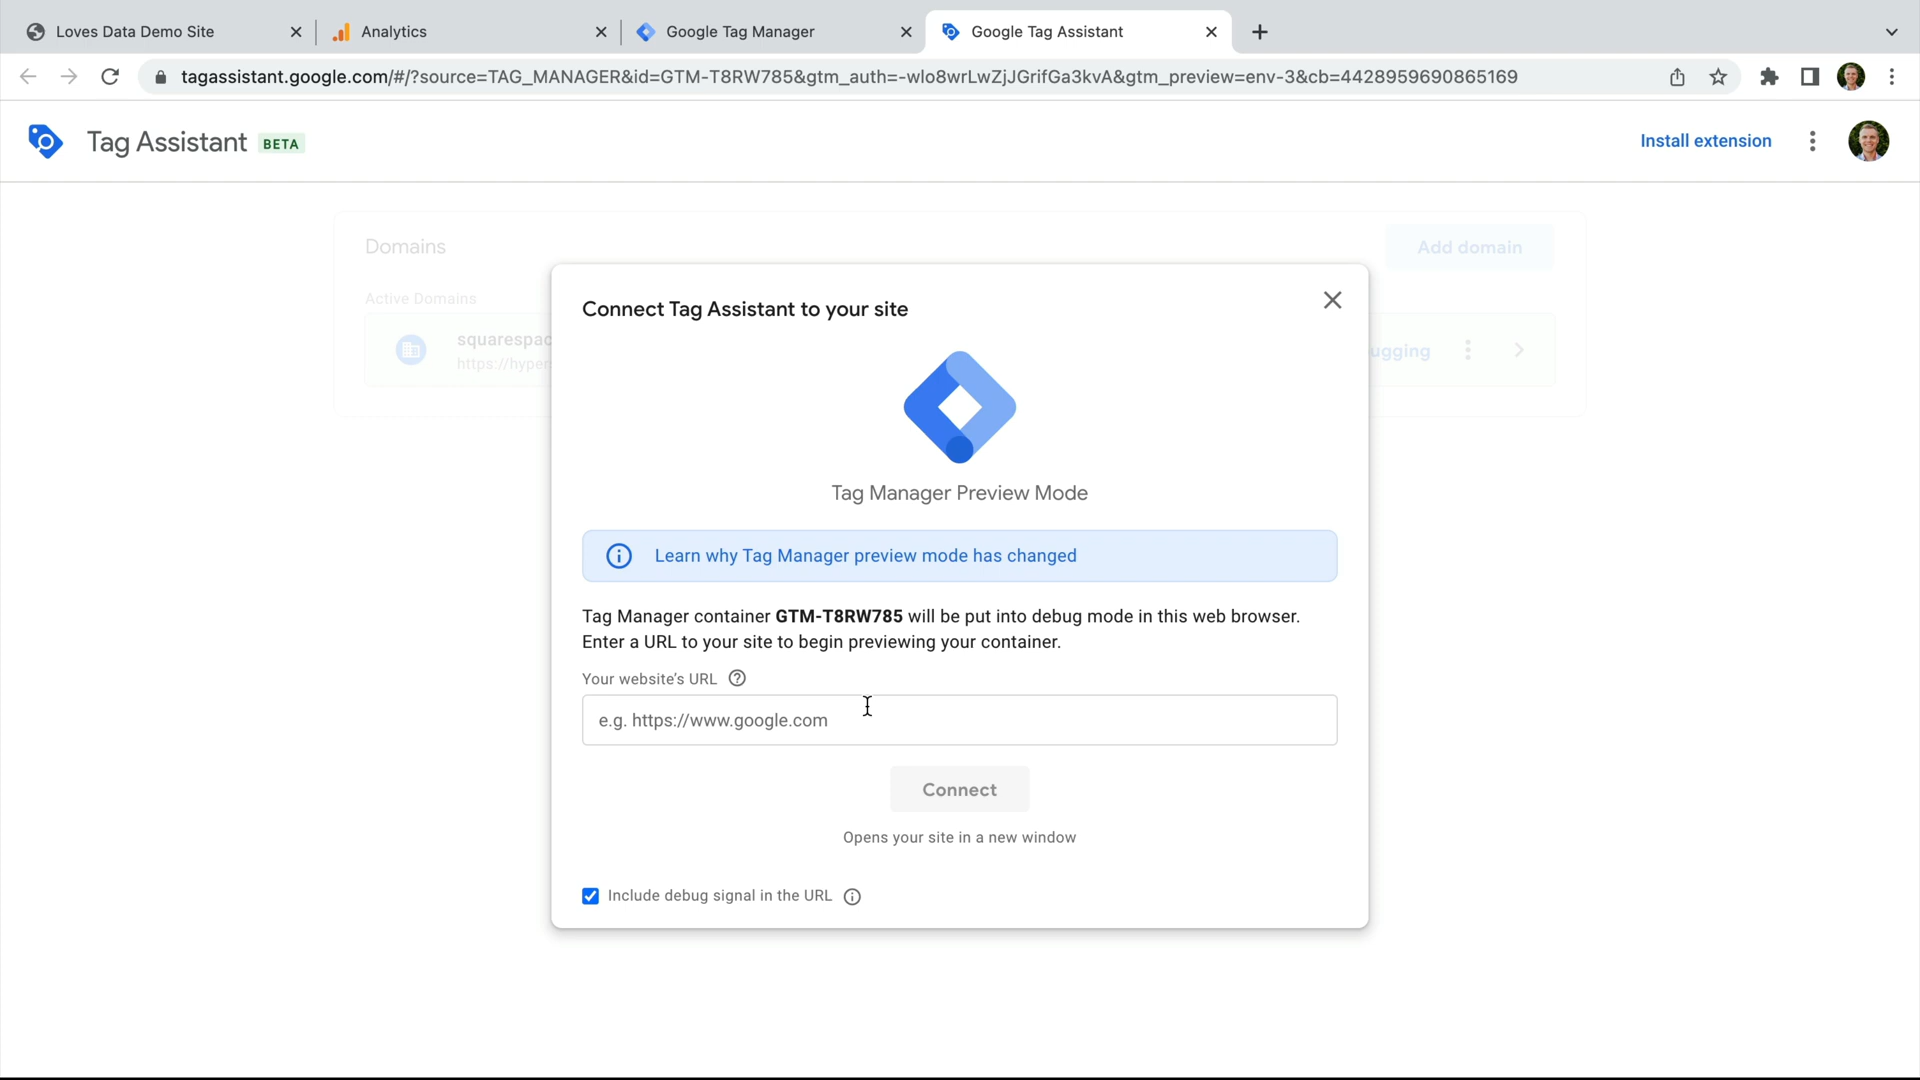 Loves Data Demo Site
Analytics
Google Tag Manager
Google Tag Assistant
tagassistant.google.com/#/?source=TAG_MANAGER&id=GTM-T8RW785&gtm_auth=-wlo8wrLwZjJGrifGa3kvA&gtm_preview=env-3&cb=4428959690865169
Tag Assistant BETA
Install extension
Domains
Add domain
Active Domains
Connect Tag Assistant to your site
squarespac
https://hyper
ugging
Tag Manager Preview Mode
Learn why Tag Manager preview mode has changed
Tag Manager container GTM-T8RW785 will be put into debug mode in this web browser.
Enter a URL to your site to begin previewing your container.
Your website's URL
e.g. https://www.google.com
Connect
Opens your site in a new window
Include debug signal in the URL